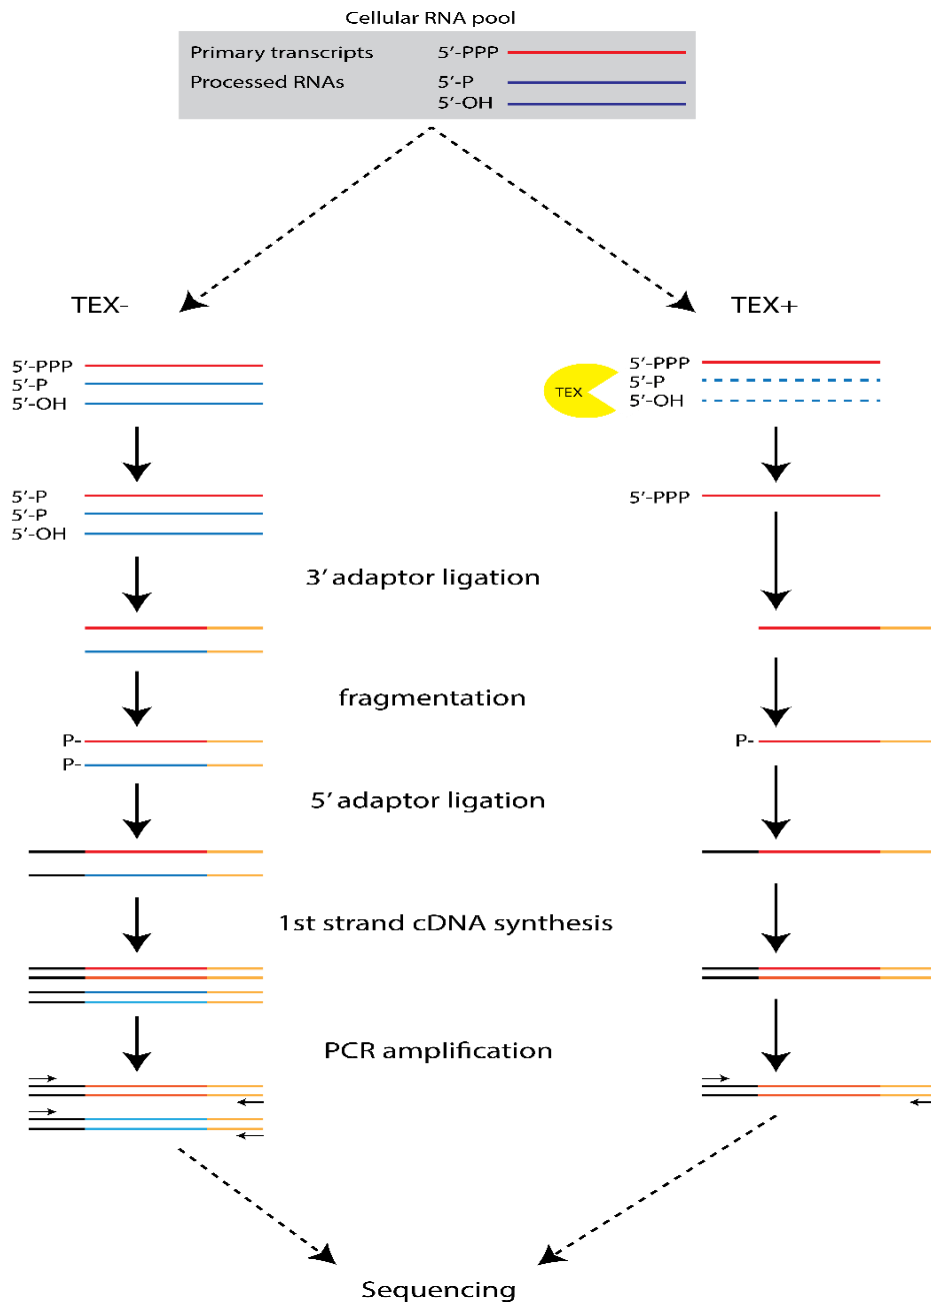 Cellular RNA pool
Primary transcripts 5’-PPP
Processed RNAs 5’-P
5’-OH
TEX- TEX+
5’-PPP
5’-P
5’-OH
TEX
5’-PPP
5’-P
5’-OH
5’-P
5’-P
5’-OH
5’-PPP
3’ adaptor ligation
fragmentation
P-
P-
P-
5’ adaptor ligation
1st strand cDNA synthesis
PCR amplification
Sequencing